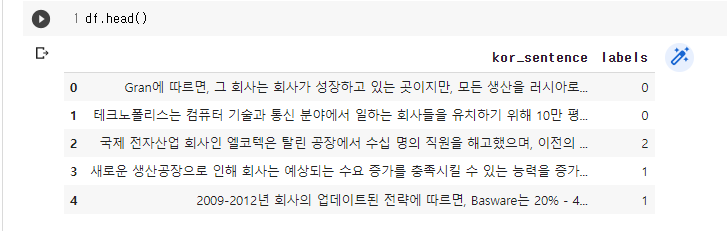 1 df.head()
kor_sentence labels
0 Gran에 따르면, 그 회사는 회사가 성장하고 있는 곳이지만, 모든 생산을 러시아로... 0
1 테크노폴리스는 컴퓨터 기술과 통신 분야에서 일하는 회사들을 유치하기 위해 10만 평... 0
2 국제 전자산업 회사인 엘코텍은 탈린 공장에서 수십 명의 직원을 해고했으며, 이전의 ... 2
3 새로운 생산공장으로 인해 회사는 예상되는 수요 증가를 충족시킬 수 있는 능력을 증가... 1
4 2009-2012년 회사의 업데이트된 전략에 따르면, Basware는 20% - 4... 1